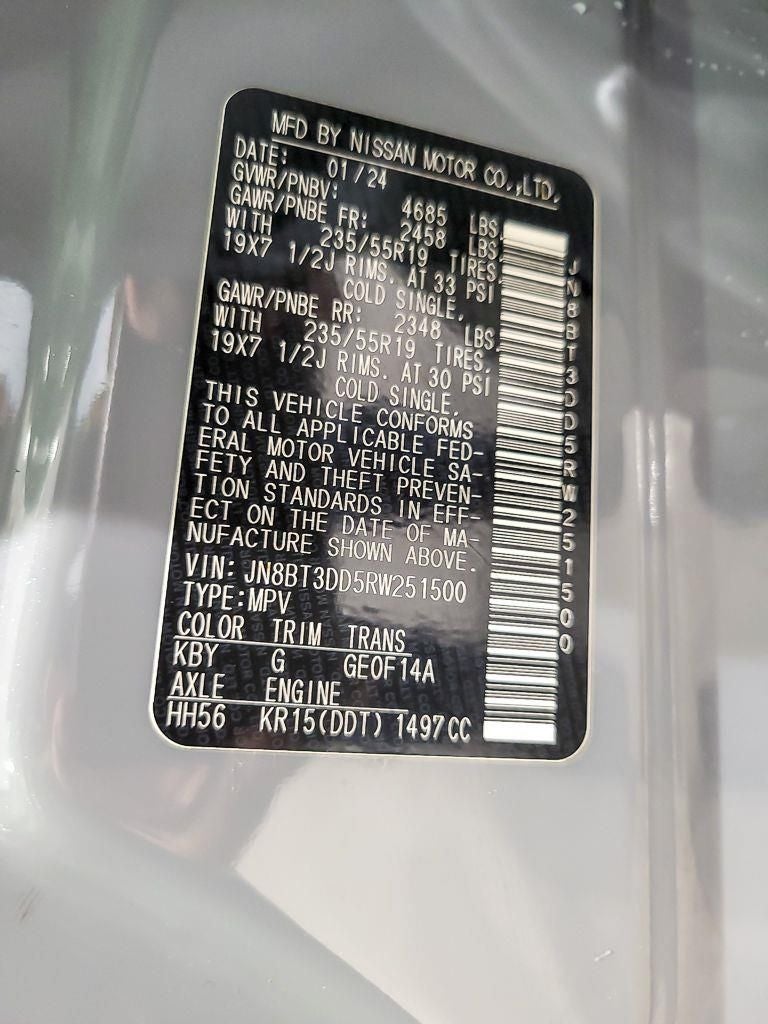 MFD BY NISSAN MOTOR CO.,LTD.
DATE: 01/24
GVWR/PNBV: 4685 LBS
GAWR/PNBE FR: 2458 LBS
WITH 235/55R19 TIRES,
19X7 1/2J RIMS. AT 33 PSI
COLD SINGLE.
GAWR/PNBE RR: 2348 LBS
WITH 235/55R19 TIRES,
19X7 1/2J RIMS. AT 30 PSI
COLD SINGLE.
THIS VEHICLE CONFORMS
TO ALL APPLICABLE FED-
ERAL MOTOR VEHICLE SA-
FETY AND THEFT PREVEN-
TION STANDARDS IN EFF-
ECT ON THE DATE OF MA-
NUFACTURE SHOWN ABOVE.
VIN: JN8BT3DD5RW251500
TYPE:MPV
COLOR TRIM TRANS
KBY G GE0F14A
AXLE ENGINE
HH56 KR15(DDT) 1497CC
JN8BT3DD5RW251500